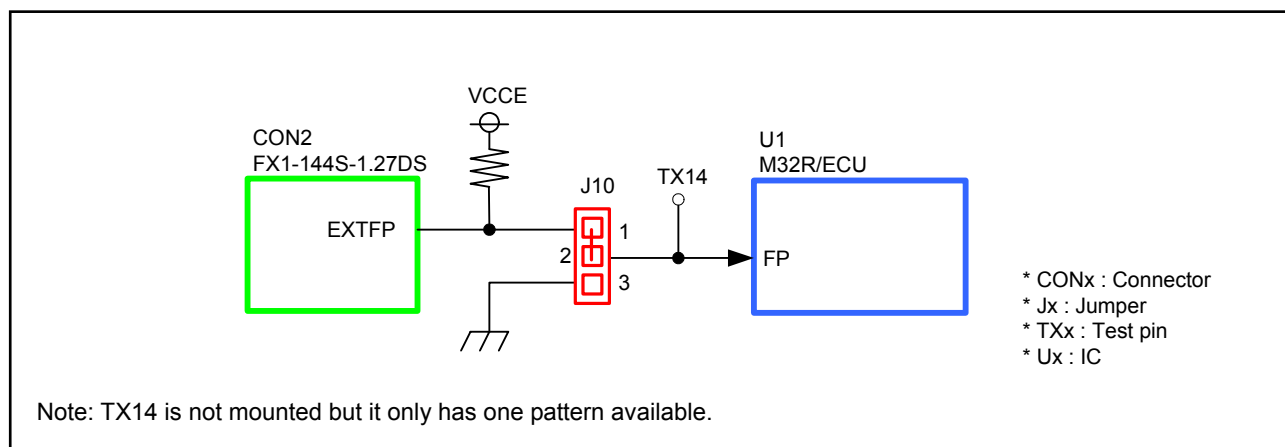 VCCE
CON2
FX1-144S-1.27DS
EXTFP
J10
1
2
3
TX14
U1
M32R/ECU
FP
* CONx : Connector
* Jx : Jumper
* TXx : Test pin
* Ux : IC
Note: TX14 is not mounted but it only has one pattern available.